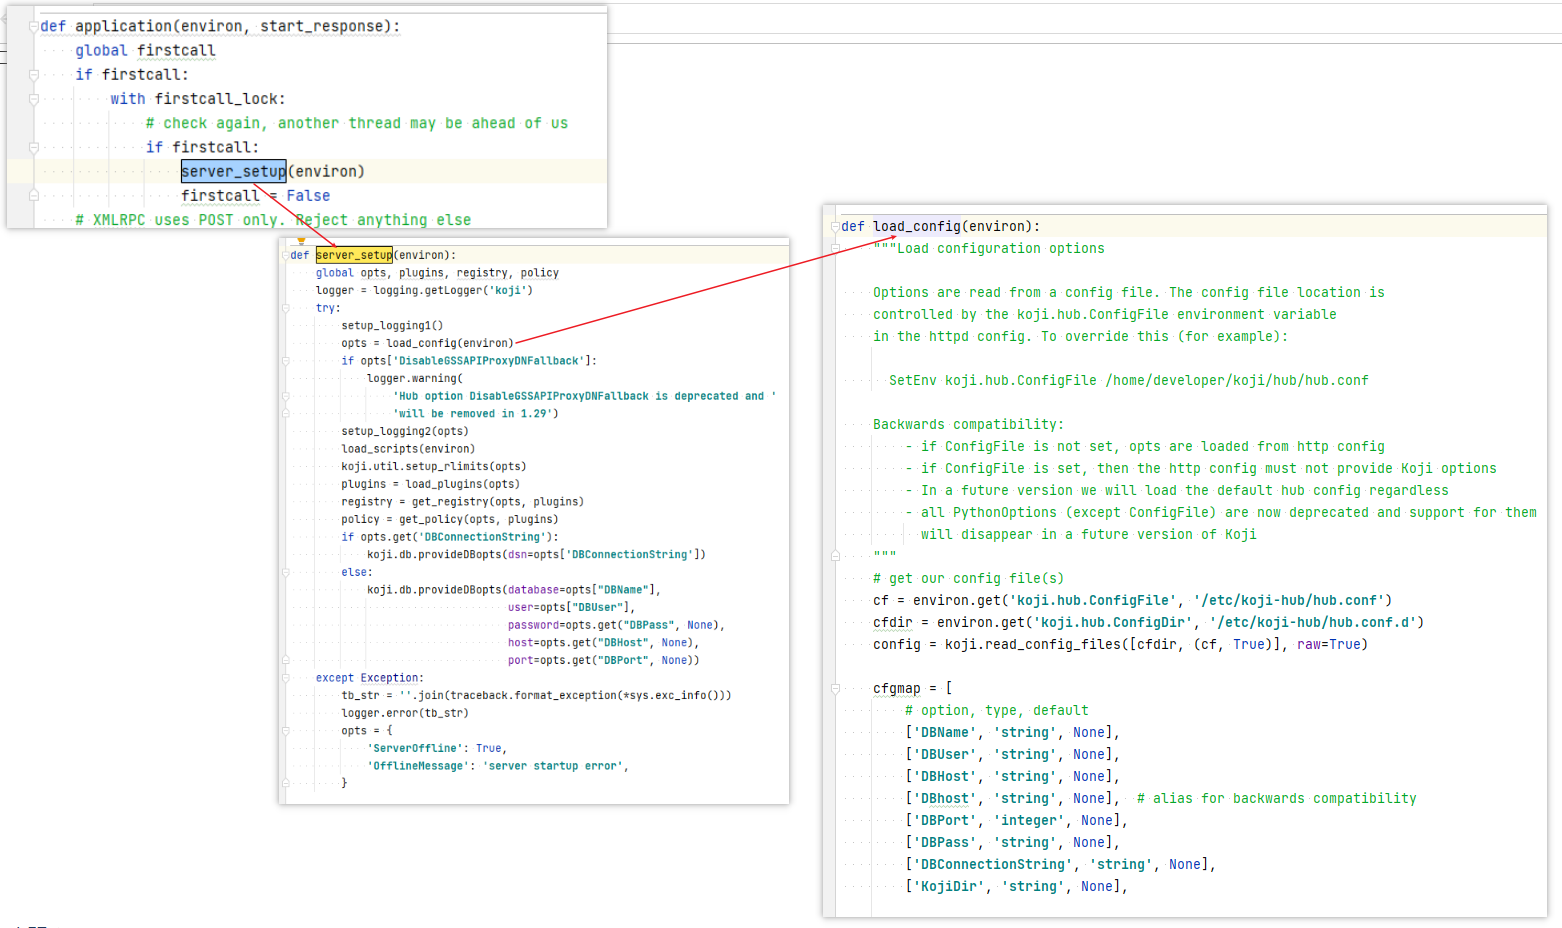 def application(environ, start_response):
    global firstcall
    if firstcall:
        with firstcall_lock:
            # check again, another thread may be ahead of us
            if firstcall:
                server_setup(environ)
                firstcall = False
    # XMLRPC uses POST only. Reject anything else
def server_setup(environ):
    global opts, plugins, registry, policy
    logger = logging.getLogger('koji')
    try:
        setup_logging1()
        opts = load_config(environ)
        if opts['DisableGSSAPIProxyDNFallback']:
            logger.warning(
                'Hub option DisableGSSAPIProxyDNFallback is deprecated and '
                'will be removed in 1.29')
        setup_logging2(opts)
        load_scripts(environ)
        koji.util.setup_rlimits(opts)
        plugins = load_plugins(opts)
        registry = get_registry(opts, plugins)
        policy = get_policy(opts, plugins)
        if opts.get('DBConnectionString'):
            koji.db.provideDBopts(dsn=opts['DBConnectionString'])
        else:
            koji.db.provideDBopts(database=opts["DBName"],
                                  user=opts["DBUser"],
                                  password=opts.get("DBPass", None),
                                  host=opts.get("DBHost", None),
                                  port=opts.get("DBPort", None))
    except Exception:
        tb_str = ''.join(traceback.format_exception(*sys.exc_info()))
        logger.error(tb_str)
        opts = {
            'ServerOffline': True,
            'OfflineMessage': 'server startup error',
        }
def load_config(environ):
    """Load configuration options
    Options are read from a config file. The config file location is
    controlled by the koji.hub.ConfigFile environment variable
    in the httpd config. To override this (for example):
      SetEnv koji.hub.ConfigFile /home/developer/koji/hub/hub.conf
    Backwards compatibility:
        - if ConfigFile is not set, opts are loaded from http config
        - if ConfigFile is set, then the http config must not provide Koji options
        - In a future version we will load the default hub config regardless
        - all PythonOptions (except ConfigFile) are now deprecated and support for them
          will disappear in a future version of Koji
    """
    # get our config file(s)
    cf = environ.get('koji.hub.ConfigFile', '/etc/koji-hub/hub.conf')
    cfdir = environ.get('koji.hub.ConfigDir', '/etc/koji-hub/hub.conf.d')
    config = koji.read_config_files([cfdir, (cf, True)], raw=True)
    cfgmap = [
        # option, type, default
        ['DBName', 'string', None],
        ['DBUser', 'string', None],
        ['DBHost', 'string', None],
        ['DBhost', 'string', None],  # alias for backwards compatibility
        ['DBPort', 'integer', None],
        ['DBPass', 'string', None],
        ['DBConnectionString', 'string', None],
        ['KojiDir', 'string', None],